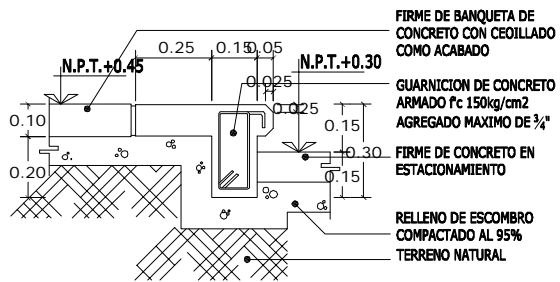 FIRME DE BANQUETA DE
CONCRETO CON CEOILLADO
COMO ACABADO
0.25
0.15
0.05
N.P.T.+0.45
N.P.T.+0.30
0.025
GUARNICION DE CONCRETO
ARMADO f'c 150kg/cm2
AGREGADO MAXIMO DE ¾"
0.025
0.10
0.15
0.30
FIRME DE CONCRETO EN
ESTACIONAMIENTO
0.20
0.15
RELLENO DE ESCOMBRO
COMPACTADO AL 95%
TERRENO NATURAL